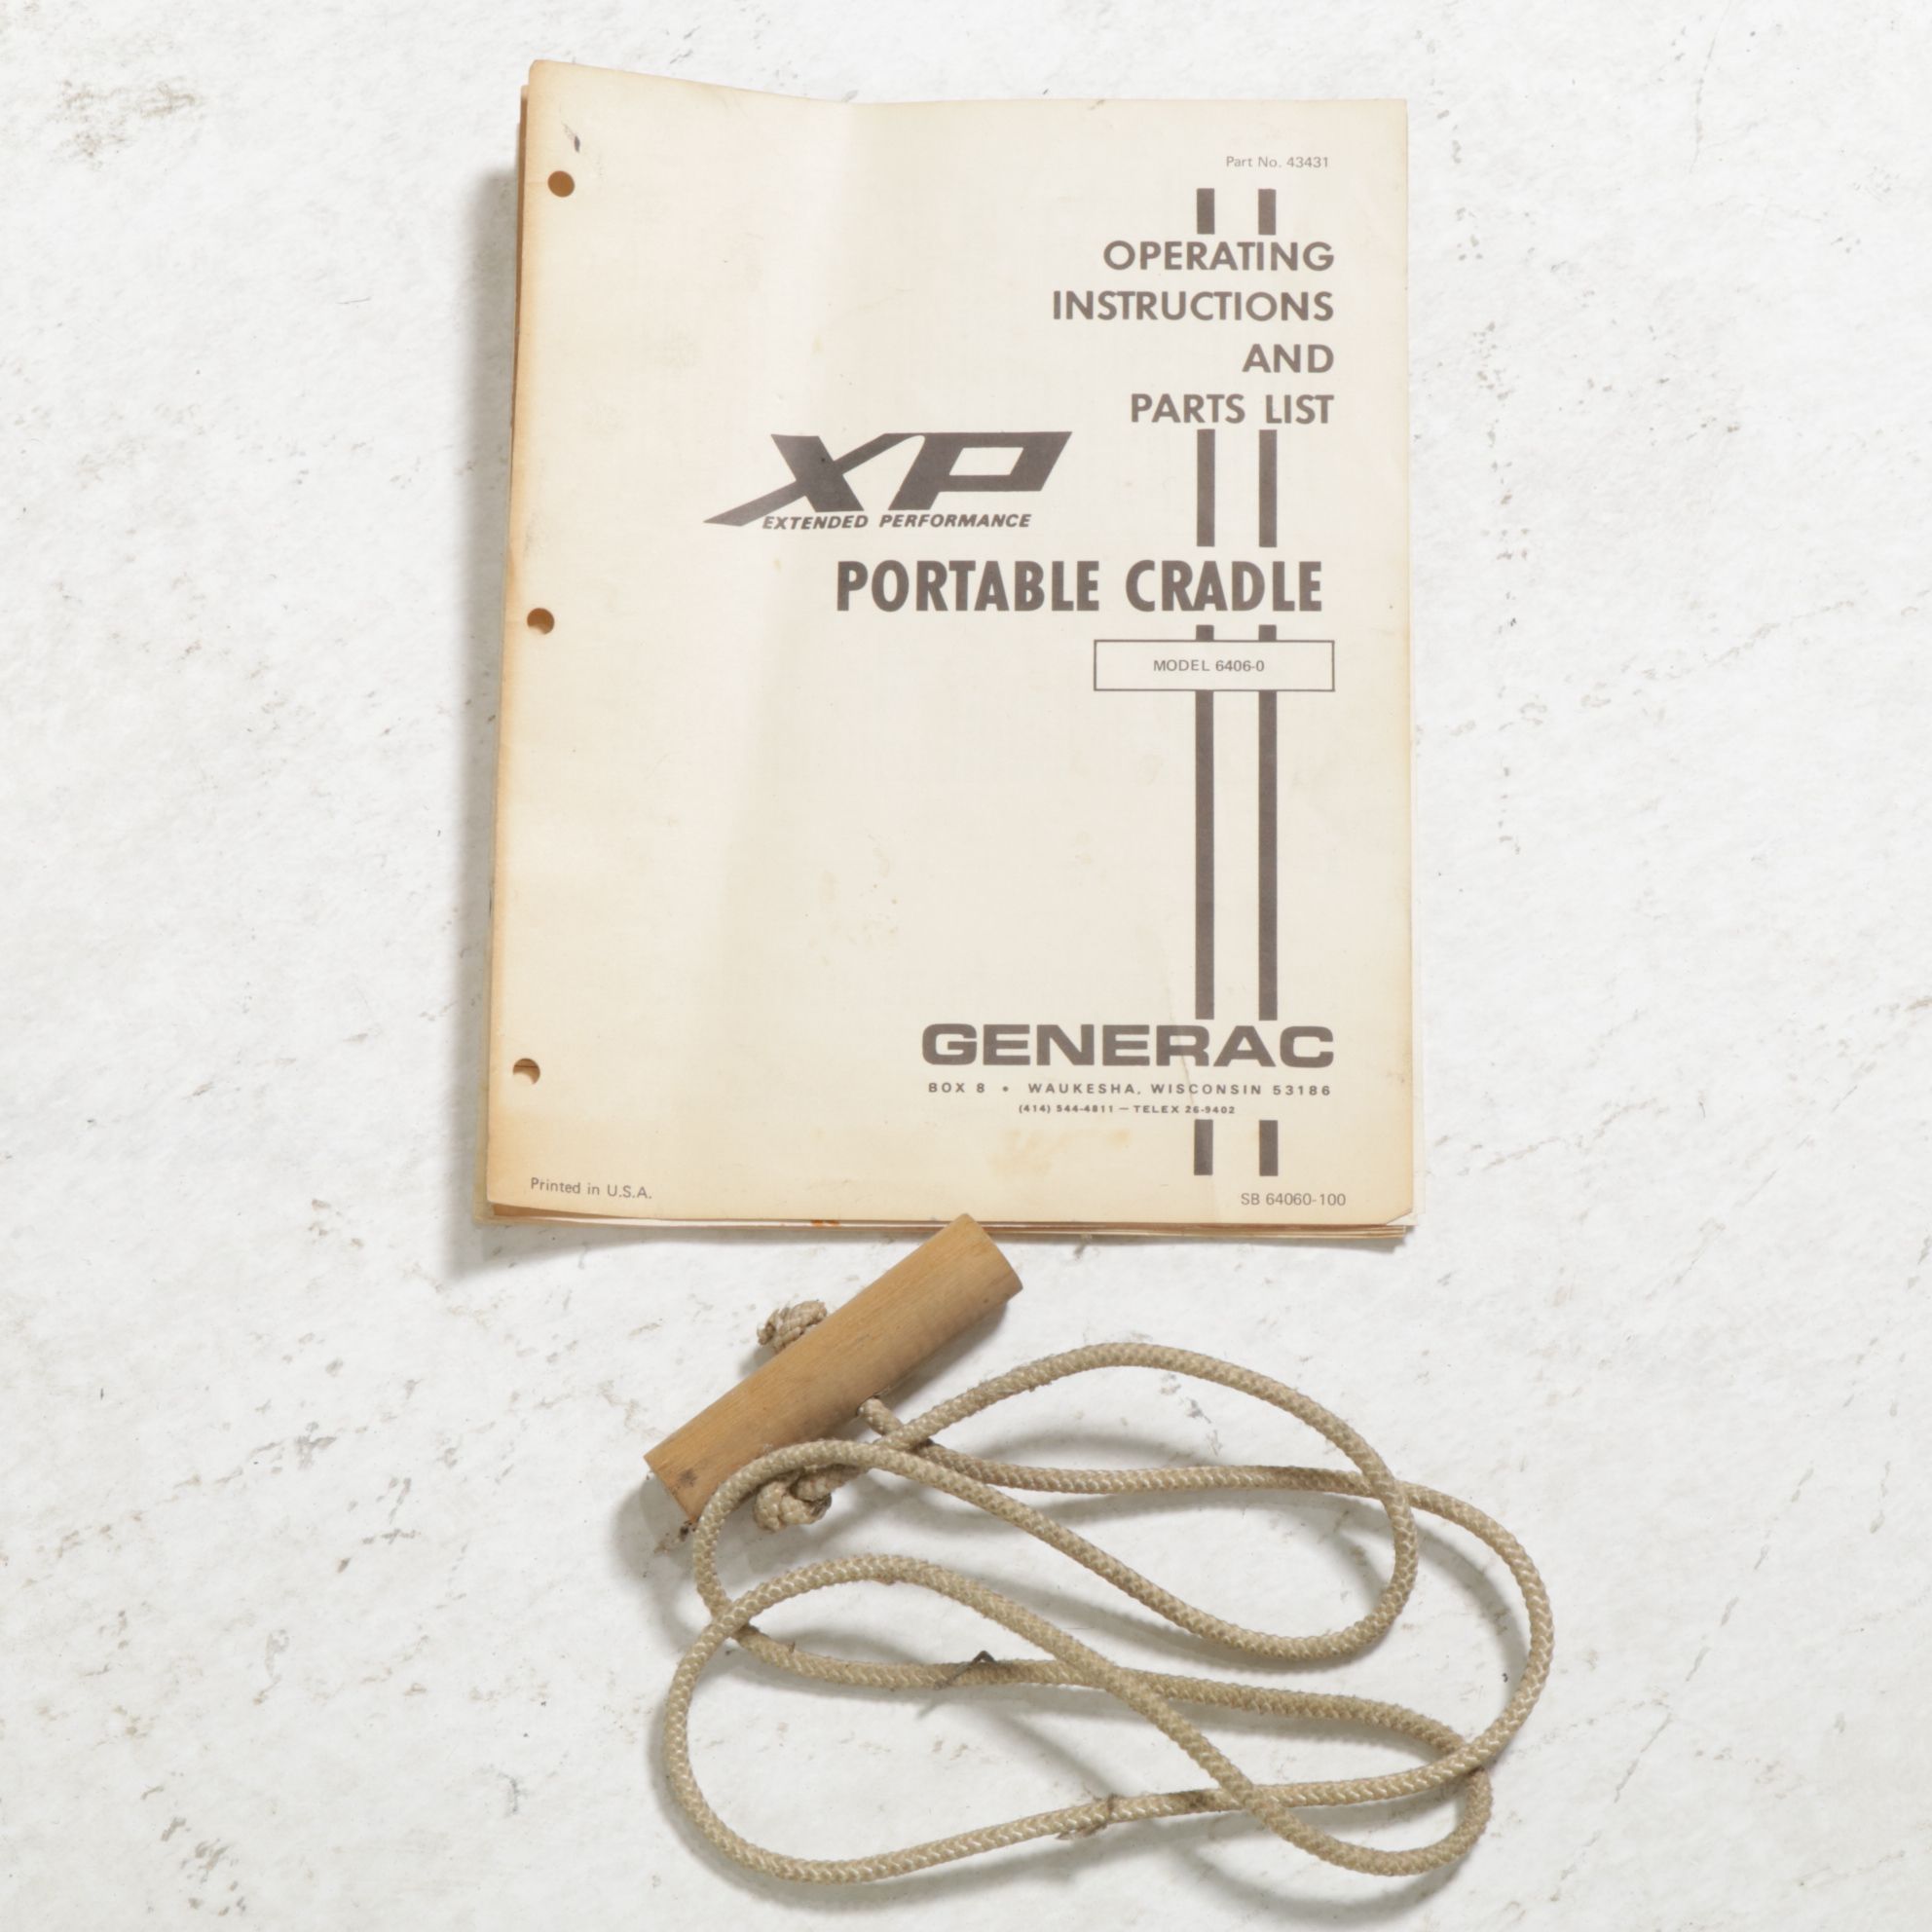 Part No. 43431
OPERATING
INSTRUCTIONS
AND
PARTS LIST
XP
EXTENDED PERFORMANCE
PORTABLE CRADLE
MODEL 6406-0
GENERAC
BOX 8 • WAUKESHA, WISCONSIN 53186
(414) 544-4811 — TELEX 26-9402
Printed in U.S.A.
SB 64060-100